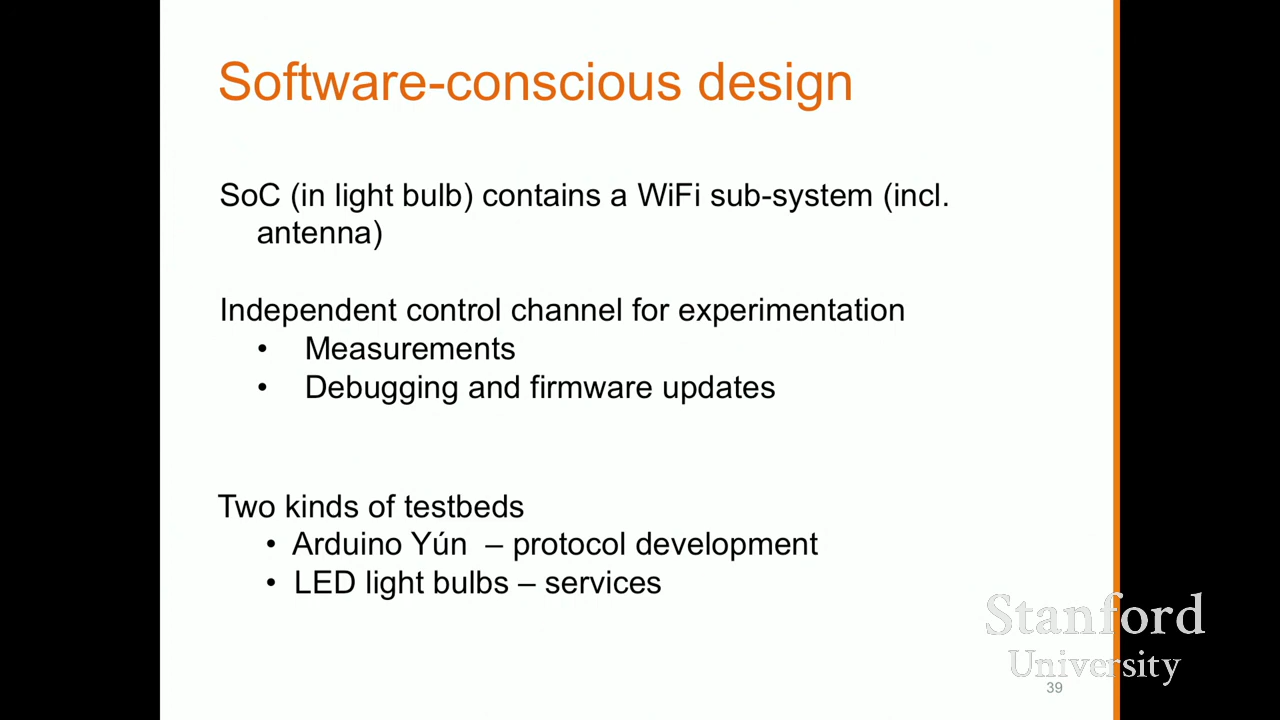 Software-conscious design
SoC (in light bulb) contains a WiFi sub-system (incl.
antenna)
Independent control channel for experimentation
• Measurements
• Debugging and firmware updates
Two kinds of testbeds
• Arduino Yún – protocol development
• LED light bulbs – services
Stanford
University
39